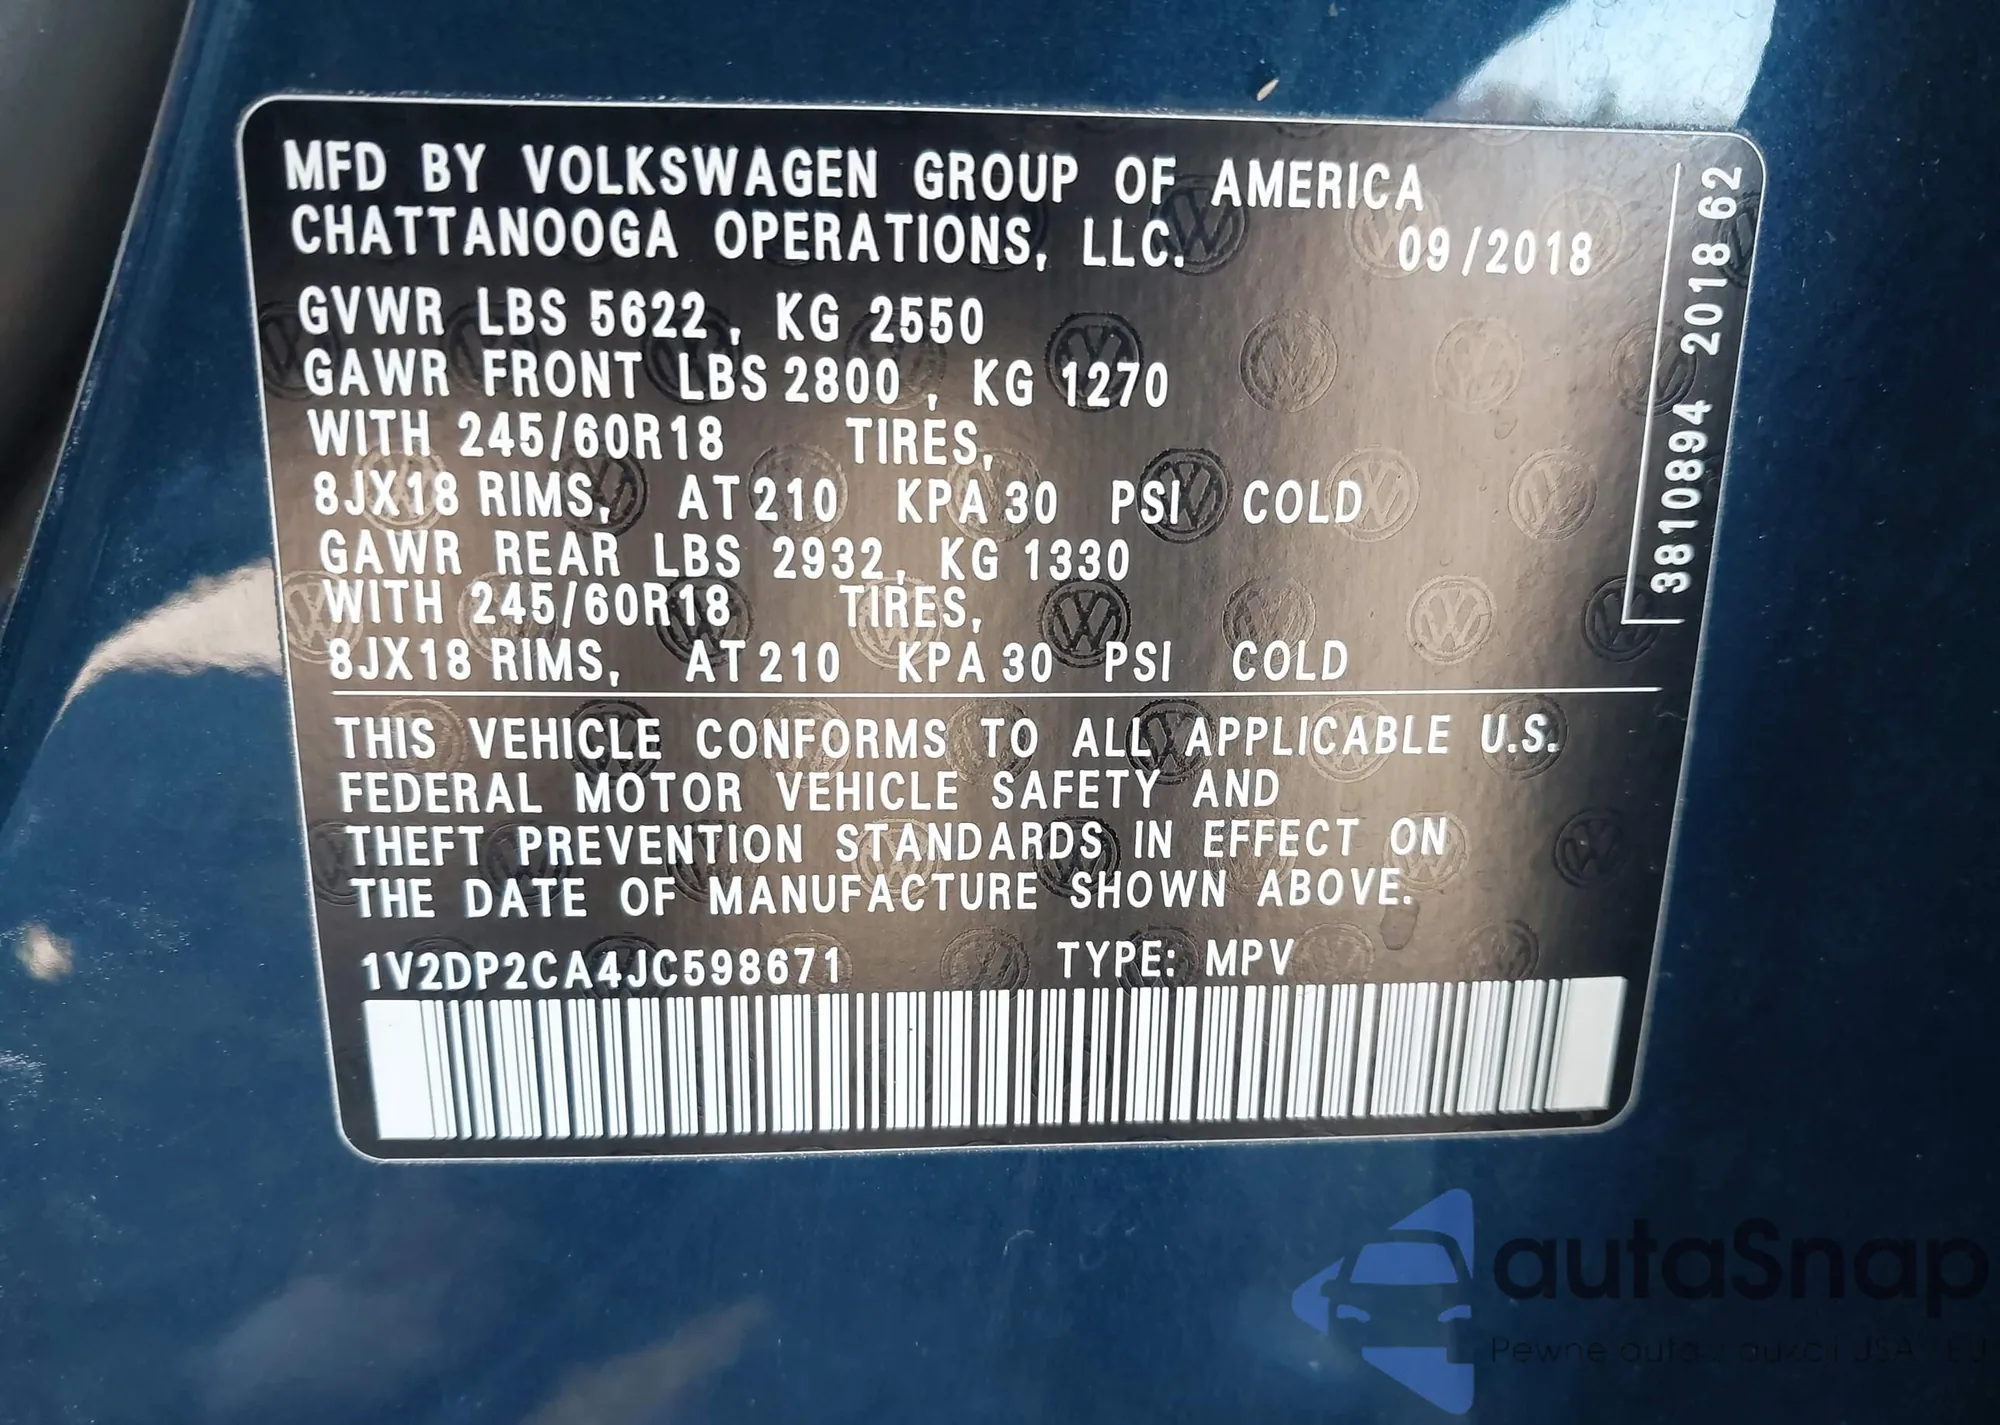 MFD BY VOLKSWAGEN GROUP OF AMERICA
CHATTANOOGA OPERATIONS, LLC. 09/2018
GVWR LBS 5622, KG 2550
GAWR FRONT LBS 2800, KG 1270
WITH 245/60R18 TIRES,
8JX18 RIMS, AT 210 KPA 30 PSI COLD
GAWR REAR LBS 2932, KG 1330
WITH 245/60R18 TIRES,
8JX18 RIMS, AT 210 KPA 30 PSI COLD
THIS VEHICLE CONFORMS TO ALL APPLICABLE U.S.
FEDERAL MOTOR VEHICLE SAFETY AND
THEFT PREVENTION STANDARDS IN EFFECT ON
THE DATE OF MANUFACTURE SHOWN ABOVE.
1V2DP2CA4JC598671 TYPE: MPV
3810894 2018 62
autaSnap
Pewne auta z aukcji USA